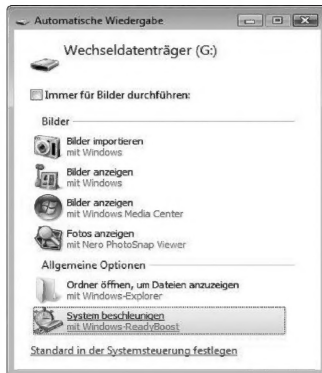 Automatische Wiedergabe
Wechseldatenträger (G:)
Immer für Bilder durchführen:
Bilder
Bilder importieren
mit Windows
Bilder anzeigen
mit Windows
Bilder anzeigen
mit Windows Media Center
Fotos anzeigen
mit Nero PhotoSnap Viewer
Allgemeine Optionen
Ordner öffnen, um Dateien anzuzeigen
mit Windows-Explorer
System beschleunigen
mit Windows-ReadyBoost
Standard in der Systemsteuerung festlegen